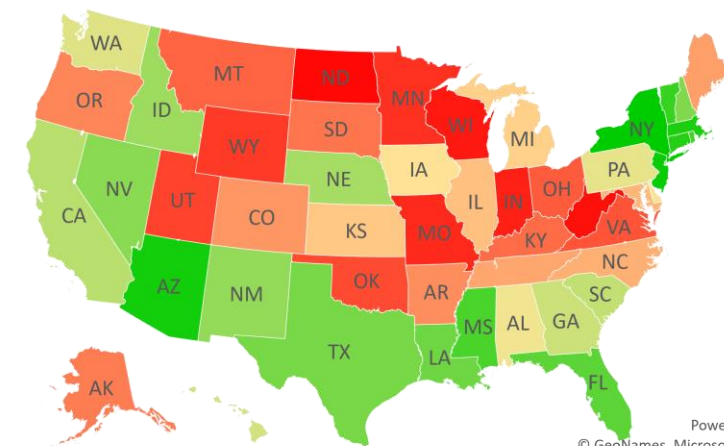 WA
MT
ND
MN
OR
ID
WY
SD
WI
MI
NY
NV
UT
CO
NE
IA
IL
IN
OH
PA
CA
KS
MO
KY
VA
AZ
NM
OK
AR
NC
TX
LA
MS
AL
GA
SC
FL
AK
Powe
© GeoNames, Microso